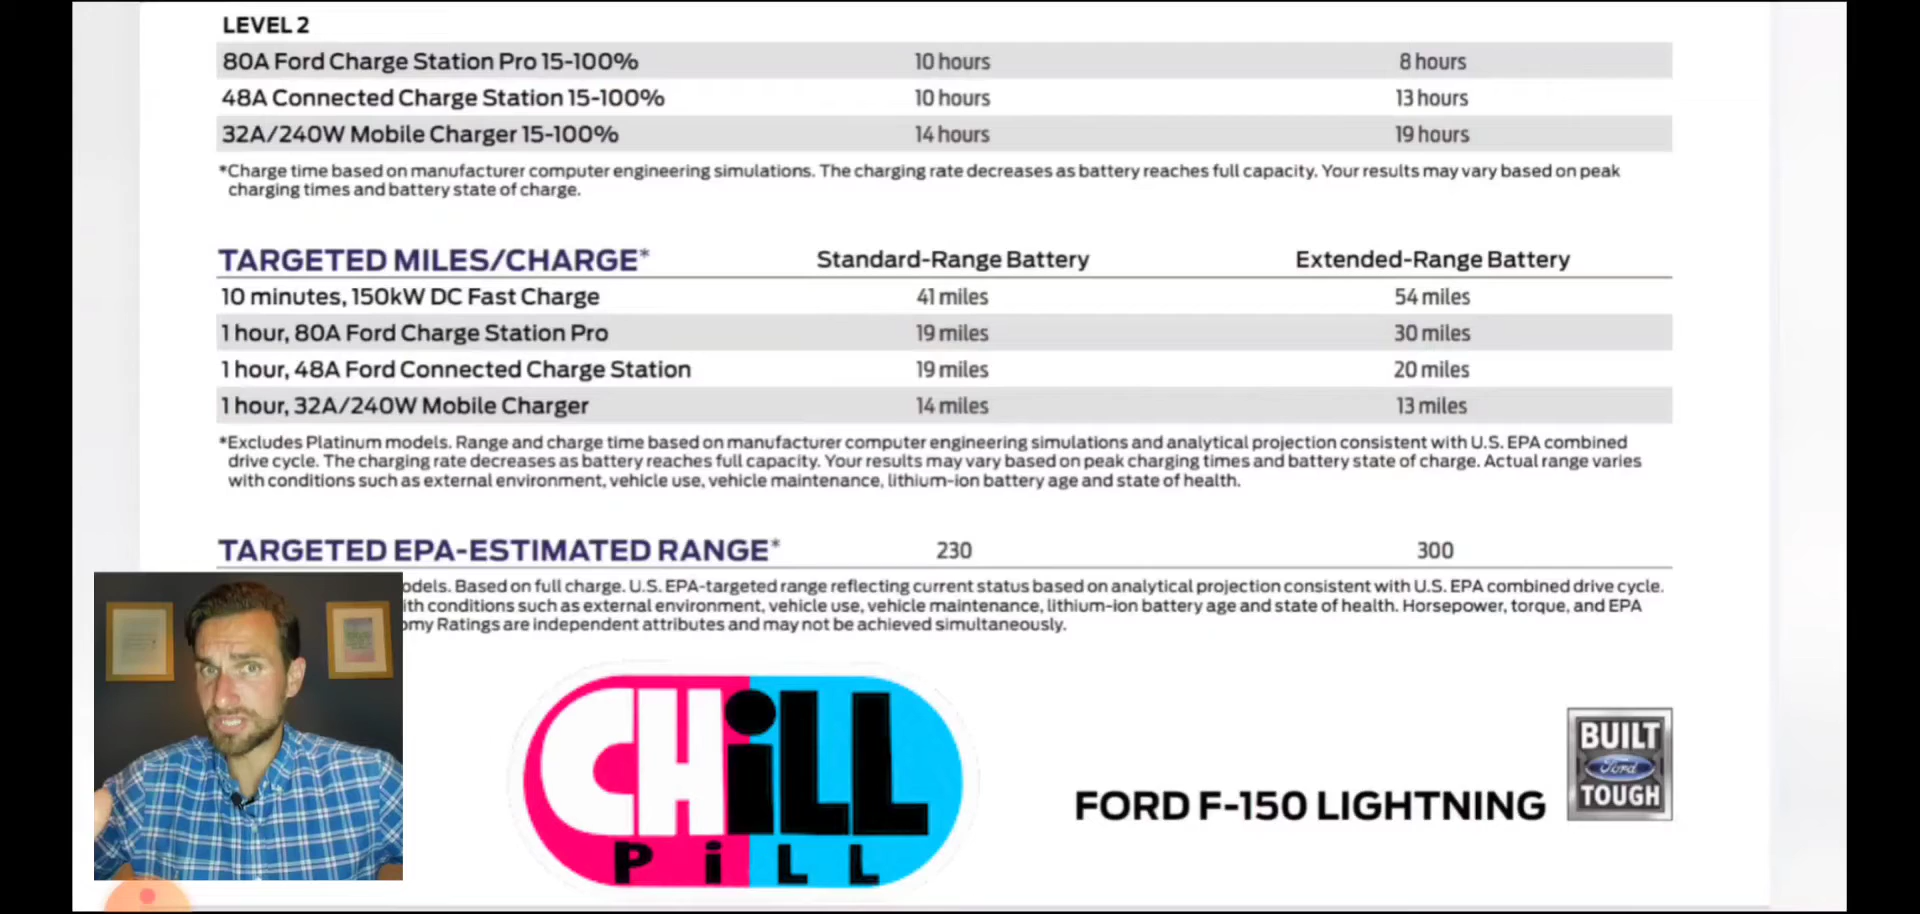 LEVEL 2
80A Ford Charge Station Pro 15-100% 10 hours 8 hours
48A Connected Charge Station 15-100% 10 hours 13 hours
32A/240W Mobile Charger 15-100% 14 hours 19 hours
*Charge time based on manufacturer computer engineering simulations. The charging rate decreases as battery reaches full capacity. Your results may vary based on peak
charging times and battery state of charge.
TARGETED MILES/CHARGE* Standard-Range Battery Extended-Range Battery
10 minutes, 150kW DC Fast Charge 41 miles 54 miles
1 hour, 80A Ford Charge Station Pro 19 miles 30 miles
1 hour, 48A Ford Connected Charge Station 19 miles 20 miles
1 hour, 32A/240W Mobile Charger 14 miles 13 miles
*Excludes Platinum models. Range and charge time based on manufacturer computer engineering simulations and analytical projection consistent with U.S. EPA combined
drive cycle. The charging rate decreases as battery reaches full capacity. Your results may vary based on peak charging times and battery state of charge. Actual range varies
with conditions such as external environment, vehicle use, vehicle maintenance, lithium-ion battery age and state of health.
TARGETED EPA-ESTIMATED RANGE* 230 300
odels. Based on full charge. U.S. EPA-targeted range reflecting current status based on analytical projection consistent with U.S. EPA combined drive cycle.
ith conditions such as external environment, vehicle use, vehicle maintenance, lithium-ion battery age and state of health. Horsepower, torque, and EPA
omy Ratings are independent attributes and may not be achieved simultaneously.
CHiLL
PiLL
FORD F-150 LIGHTNING
BUILT
Ford
TOUGH